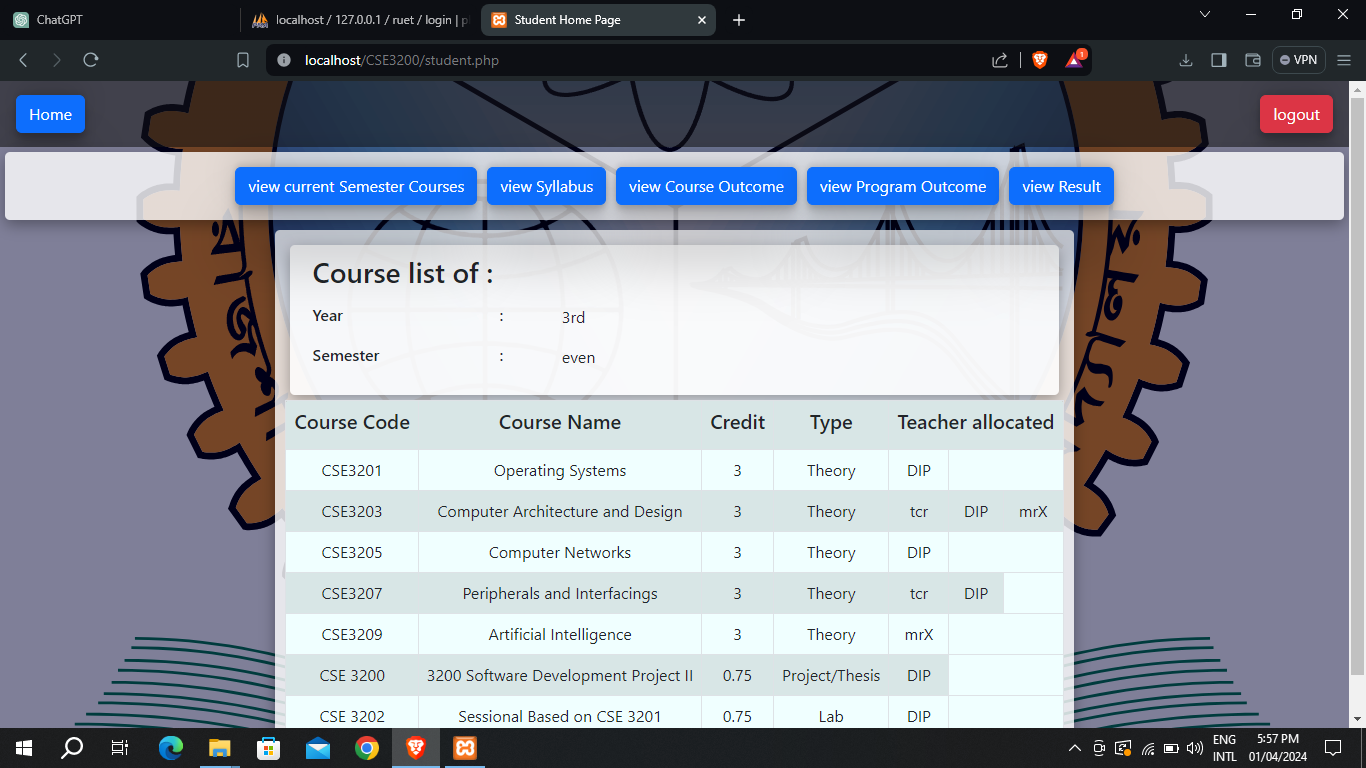 ChatGPT
localhost / 127.0.0.1 / ruet / login | p
Student Home Page
localhost/CSE3200/student.php
1
VPN
Home
logout
view current Semester Courses
view Syllabus
view Course Outcome
view Program Outcome
view Result
Course list of :
Year : 3rd
Semester : even
Course Code Course Name Credit Type Teacher allocated
CSE3201 Operating Systems 3 Theory DIP
CSE3203 Computer Architecture and Design 3 Theory tcr DIP mrX
CSE3205 Computer Networks 3 Theory DIP
CSE3207 Peripherals and Interfacings 3 Theory tcr DIP
CSE3209 Artificial Intelligence 3 Theory mrX
CSE 3200 3200 Software Development Project II 0.75 Project/Thesis DIP
CSE 3202 Sessional Based on CSE 3201 0.75 Lab DIP
ENG
INTL
5:57 PM
01/04/2024